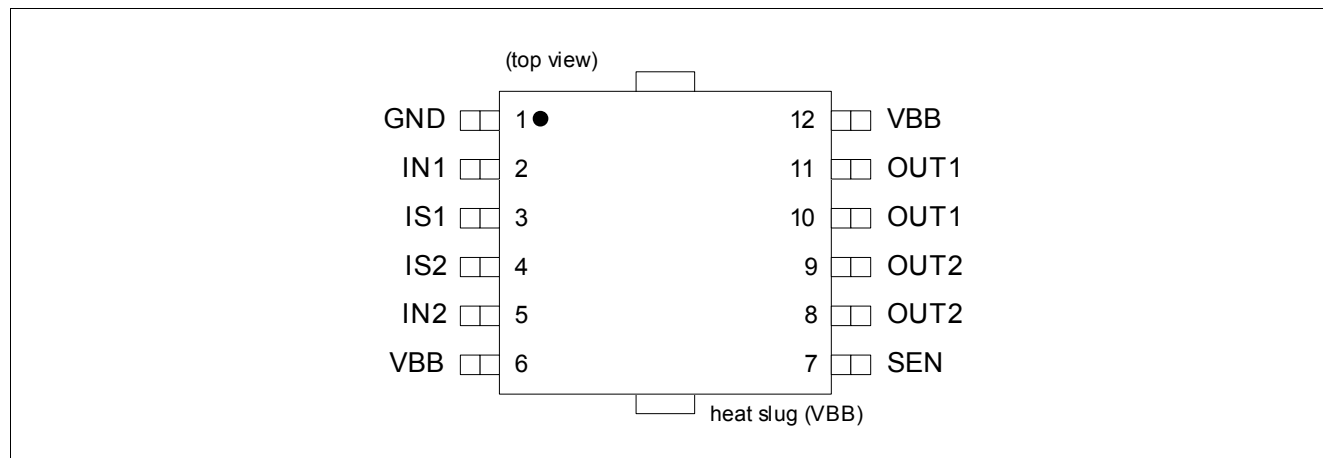 (top view)
GND 1 12 VBB
IN1 2 11 OUT1
IS1 3 10 OUT1
IS2 4 9 OUT2
IN2 5 8 OUT2
VBB 6 7 SEN
heat slug (VBB)